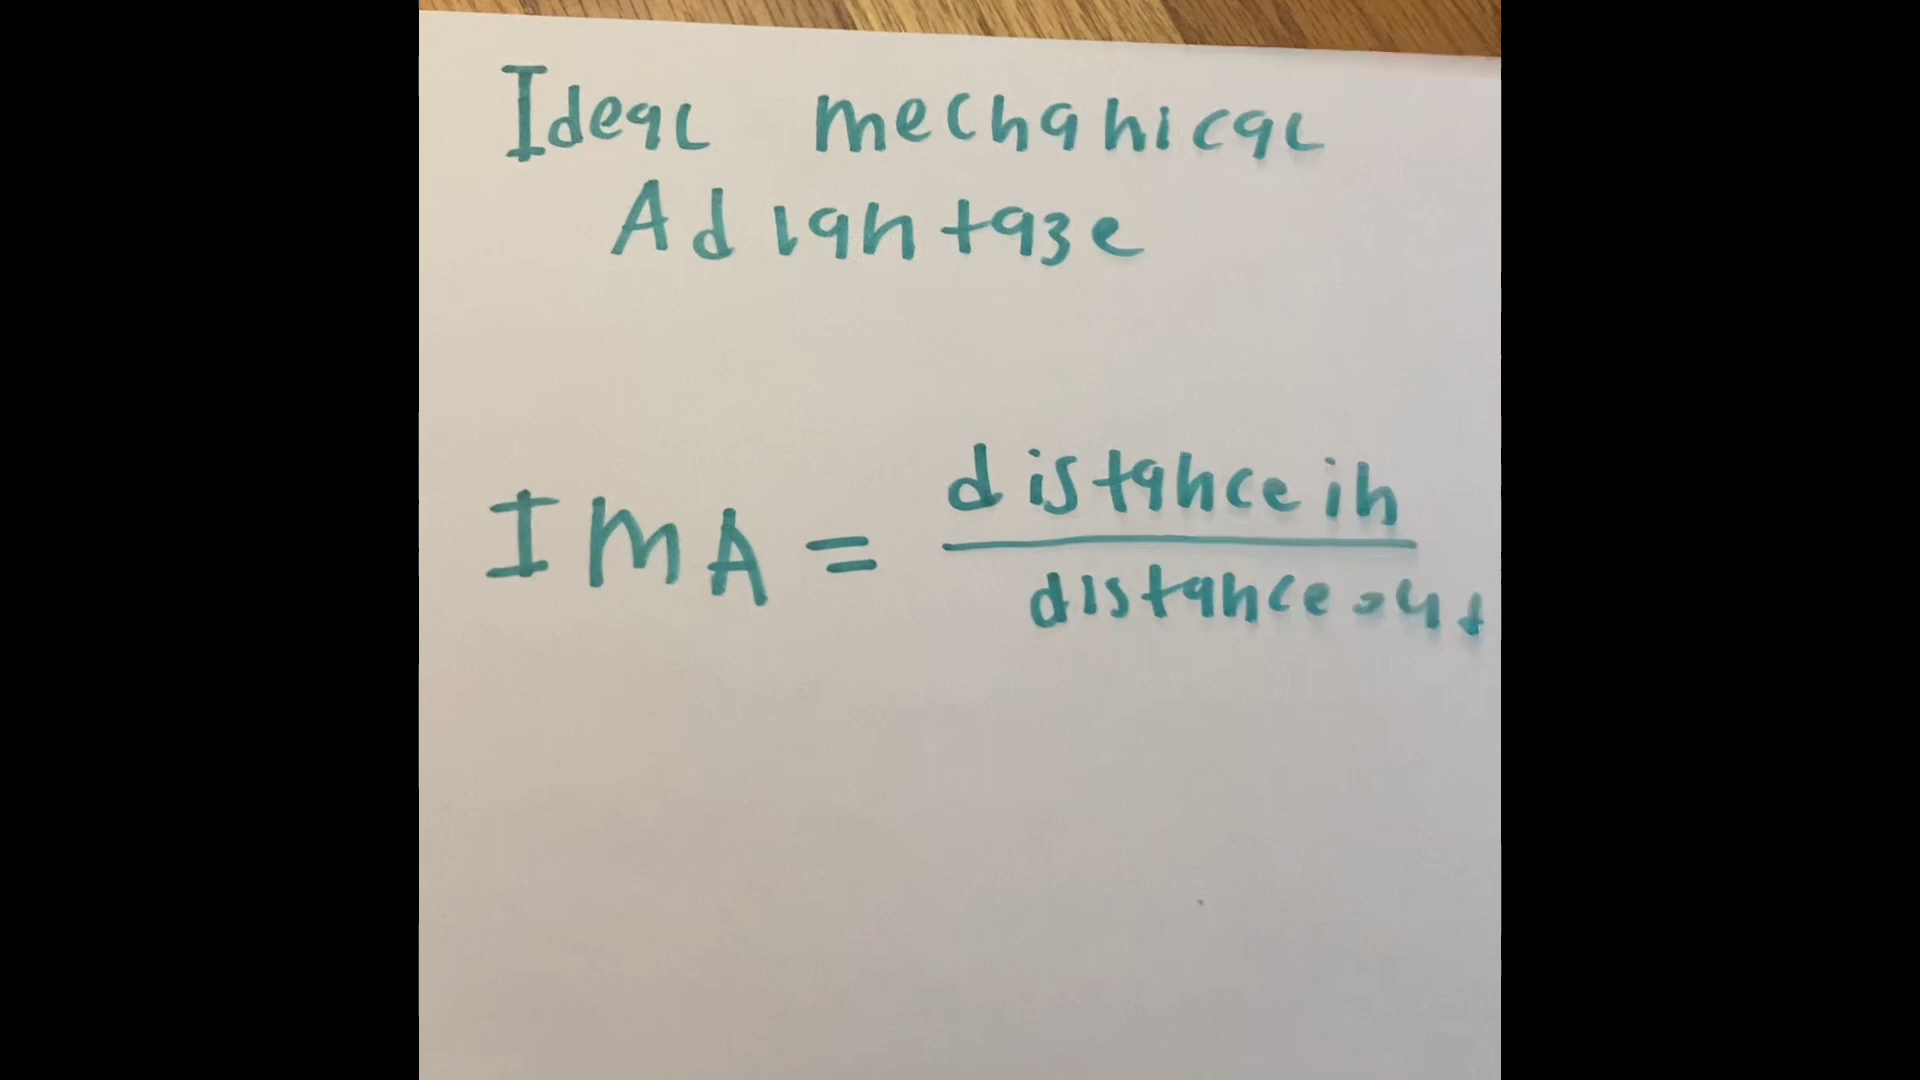 Ideal mechanical
Advantage
IMA = distance in
distance out